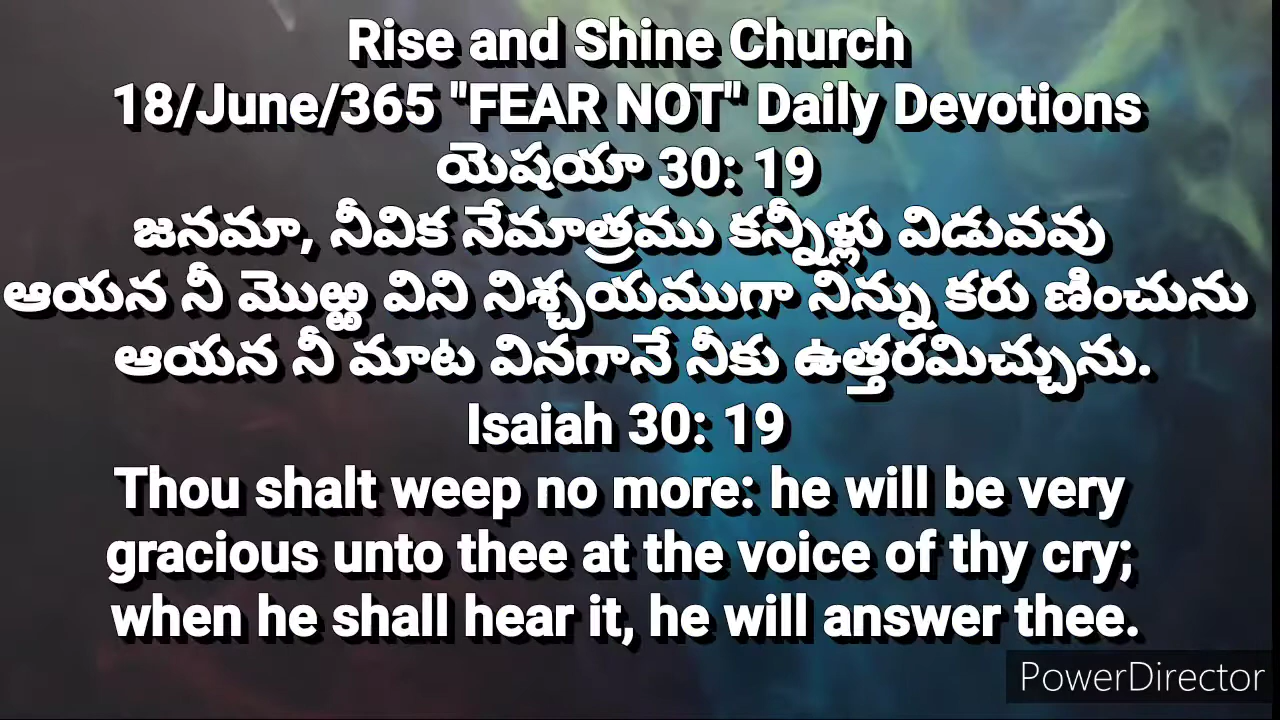 Rise and Shine Church
18/June/365 "FEAR NOT" Daily Devotions
యెషయా 30: 19
జనమా, నీవిక నేమాత్రము కన్నీళ్లు విడువవు
ఆయన నీ మొఱ్ఱ విని నిశ్చయముగా నిన్ను కరు ణించును
ఆయన నీ మాట వినగానే నీకు ఉత్తరమిచ్చును.
Isaiah 30: 19
Thou shalt weep no more: he will be very
gracious unto thee at the voice of thy cry;
when he shall hear it, he will answer thee.
PowerDirector